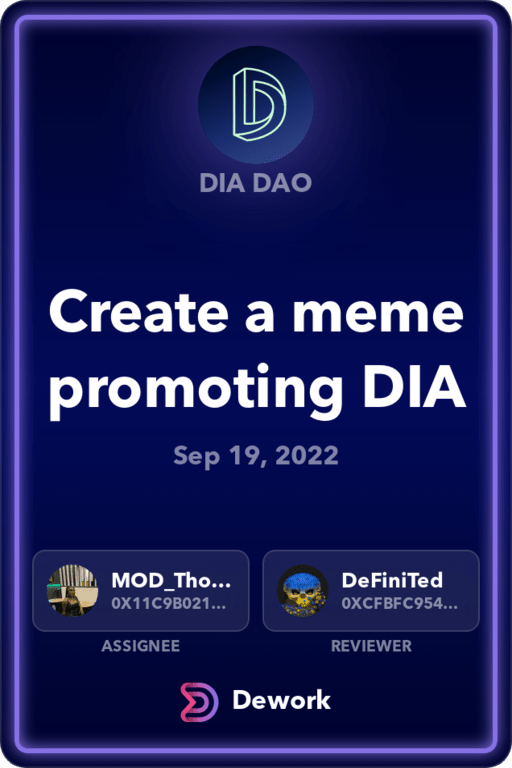 DIA DAO
Create a meme
promoting DIA
Sep 19, 2022
MOD_Tho...
0X11C9B021...
ASSIGNEE
DeFiniTed
0XCFBFC954...
REVIEWER
Dework